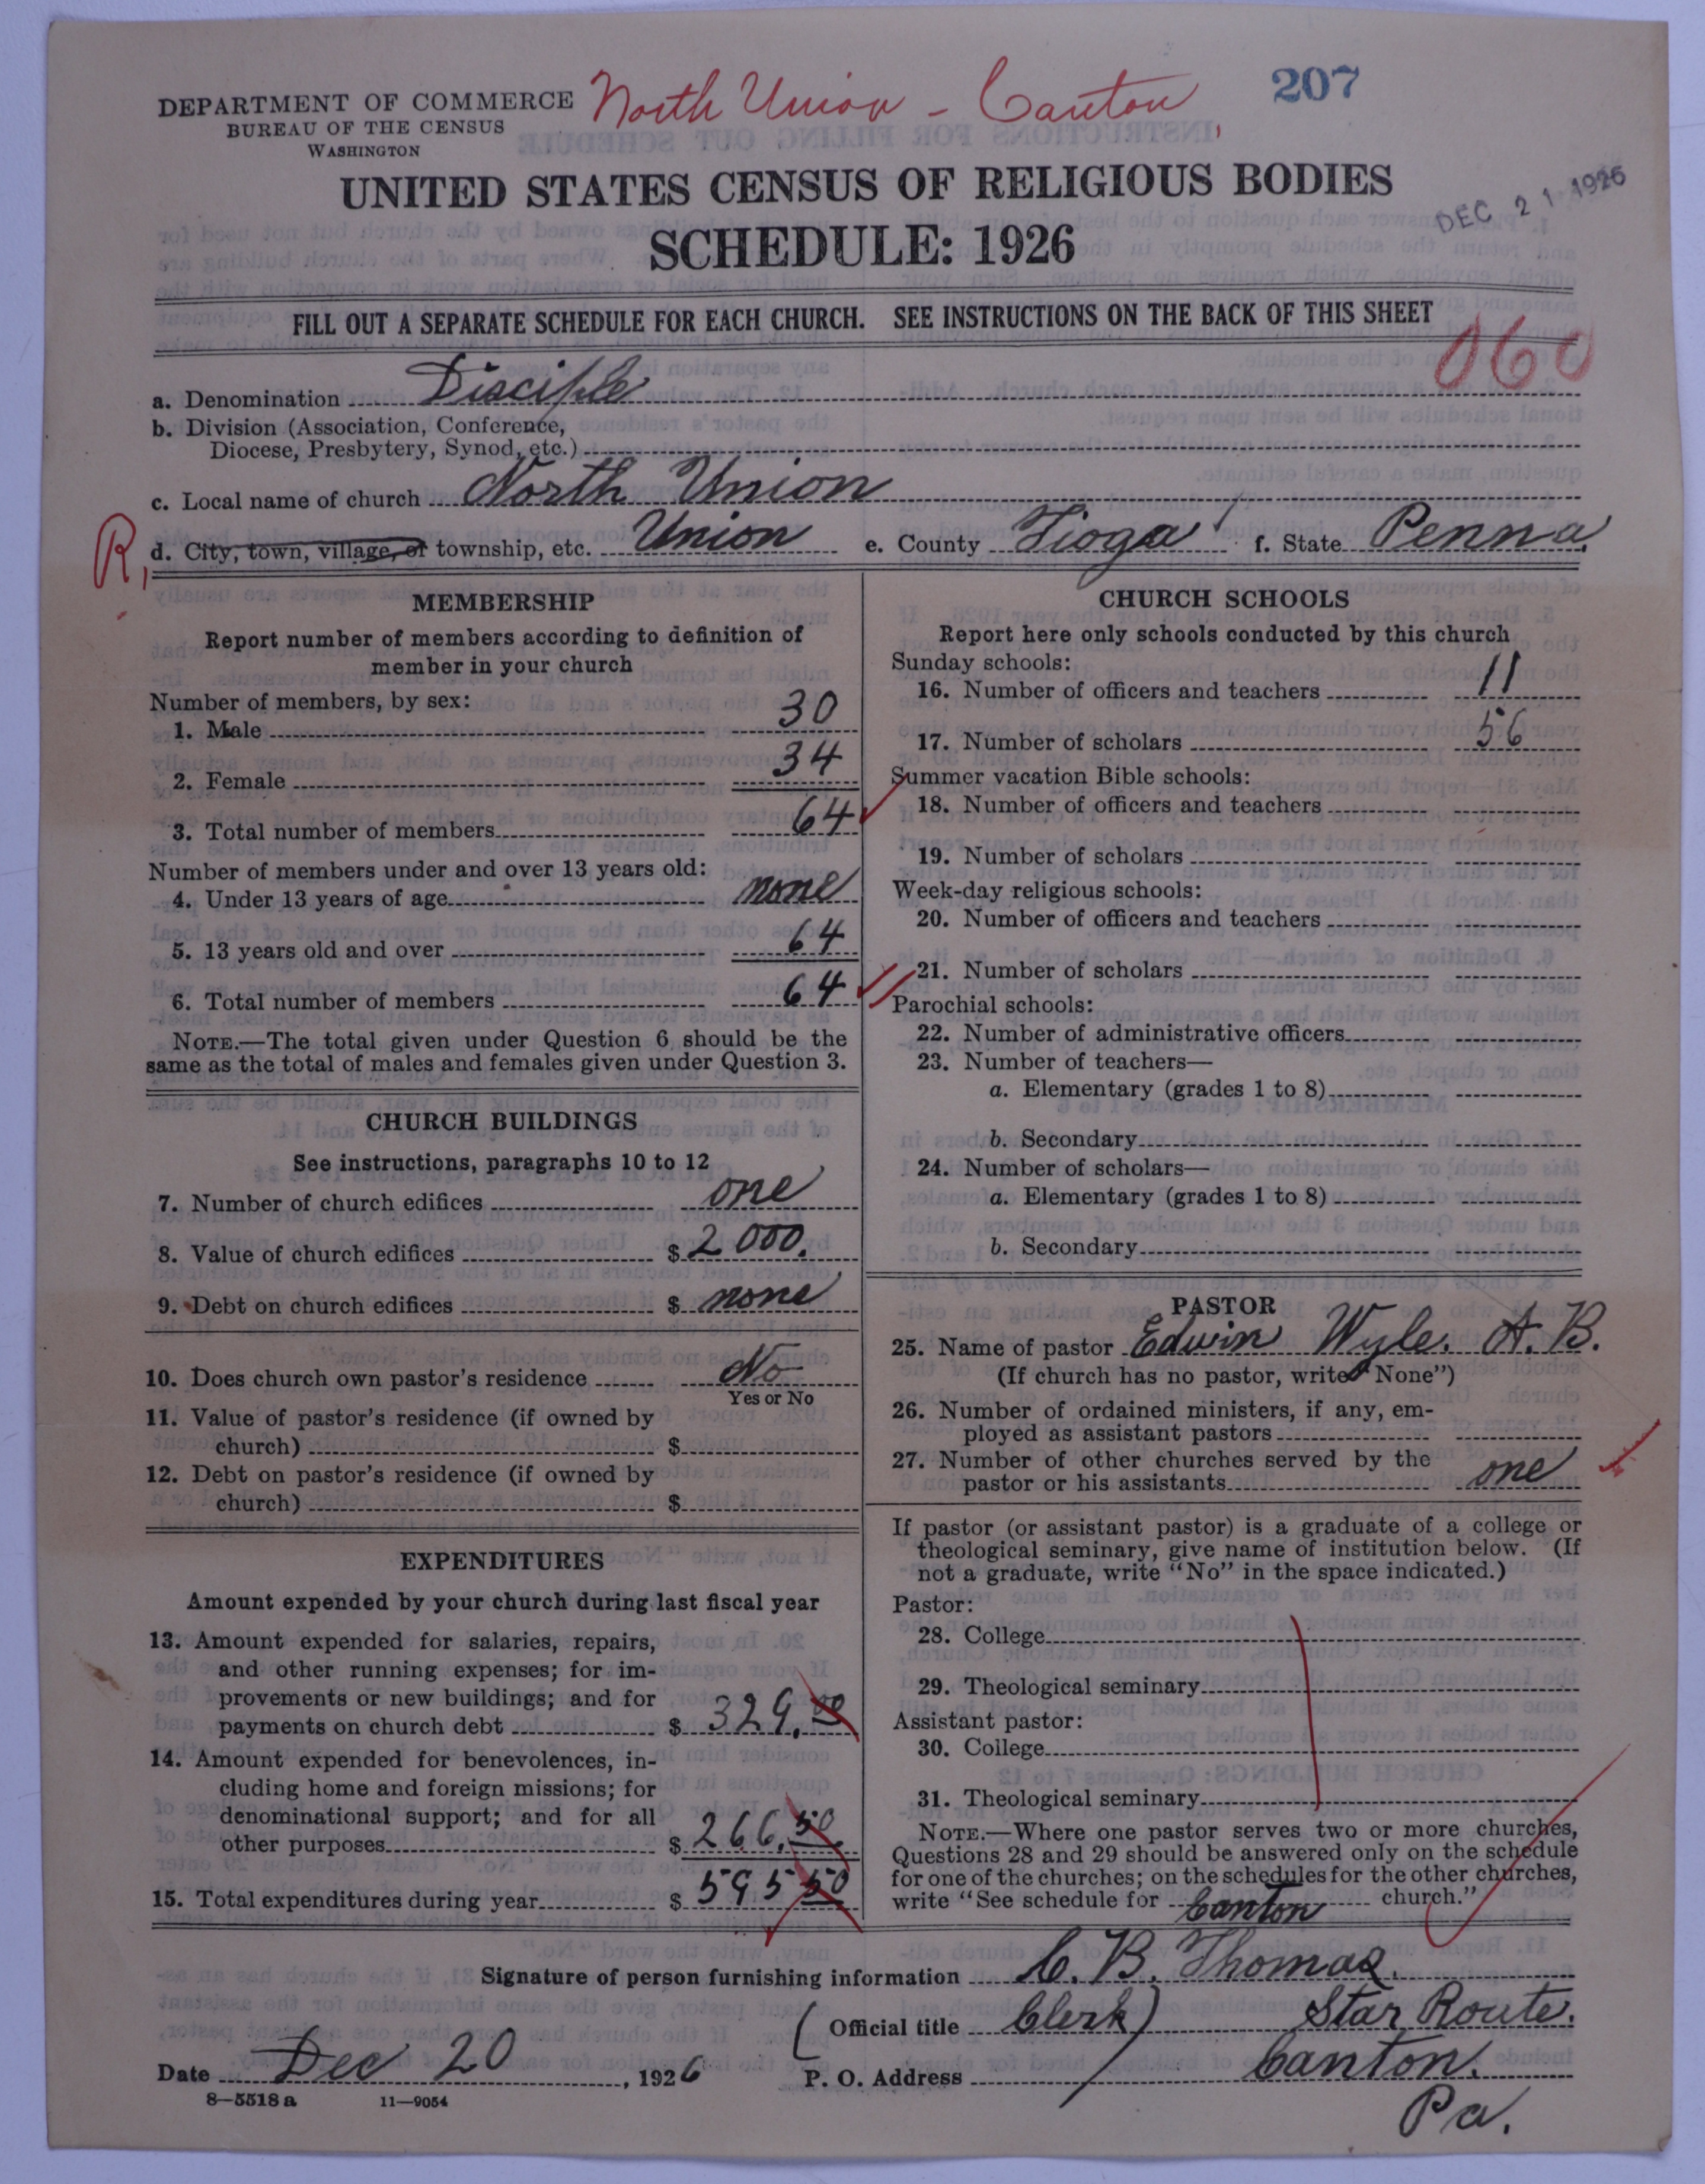 DEPARTMENT OF COMMERCE
BUREAU OF THE CENSUS
WASHINGTON
North Union - Canton
207
UNITED STATES CENSUS OF RELIGIOUS BODIES
SCHEDULE: 1926
DEC 21 1926
FILL OUT A SEPARATE SCHEDULE FOR EACH CHURCH. SEE INSTRUCTIONS ON THE BACK OF THIS SHEET
060
a. Denomination Disciple
b. Division (Association, Conference,
Diocese, Presbytery, Synod, etc.)
c. Local name of church North Union
R, d. City, town, village, or township, etc. Union e. County Tioga f. State Penna.
MEMBERSHIP
Report number of members according to definition of
member in your church
Number of members, by sex:
1. Male 30
2. Female 34
3. Total number of members 64
Number of members under and over 13 years old:
4. Under 13 years of age none
5. 13 years old and over 64
6. Total number of members 64
NOTE.—The total given under Question 6 should be the
same as the total of males and females given under Question 3.
CHURCH BUILDINGS
See instructions, paragraphs 10 to 12
7. Number of church edifices one
8. Value of church edifices $ 2000.
9. Debt on church edifices $ none
10. Does church own pastor's residence No
Yes or No
11. Value of pastor's residence (if owned by
church) $
12. Debt on pastor's residence (if owned by
church) $
EXPENDITURES
Amount expended by your church during last fiscal year
13. Amount expended for salaries, repairs,
and other running expenses; for im-
provements or new buildings; and for
payments on church debt $ 329.00
14. Amount expended for benevolences, in-
cluding home and foreign missions; for
denominational support; and for all
other purposes $ 266.50
15. Total expenditures during year $ 595 50
CHURCH SCHOOLS
Report here only schools conducted by this church
Sunday schools:
16. Number of officers and teachers 11
17. Number of scholars 56
Summer vacation Bible schools:
18. Number of officers and teachers
19. Number of scholars
Week-day religious schools:
20. Number of officers and teachers
21. Number of scholars
Parochial schools:
22. Number of administrative officers
23. Number of teachers—
a. Elementary (grades 1 to 8)
b. Secondary
24. Number of scholars—
a. Elementary (grades 1 to 8)
b. Secondary
PASTOR
25. Name of pastor Edwin Wyle. A. B.
(If church has no pastor, write "None")
26. Number of ordained ministers, if any, em-
ployed as assistant pastors
27. Number of other churches served by the
pastor or his assistants one
If pastor (or assistant pastor) is a graduate of a college or
theological seminary, give name of institution below. (If
not a graduate, write "No" in the space indicated.)
Pastor:
28. College
29. Theological seminary
Assistant pastor:
30. College
31. Theological seminary
NOTE.—Where one pastor serves two or more churches,
Questions 28 and 29 should be answered only on the schedule
for one of the churches; on the schedules for the other churches,
write "See schedule for Canton church."
Signature of person furnishing information C. B. Thomas.
(Official title Clerk) Star Route.
Date Dec 20, 1926 P. O. Address Canton.
8—5518 a 11—9054
Pa.